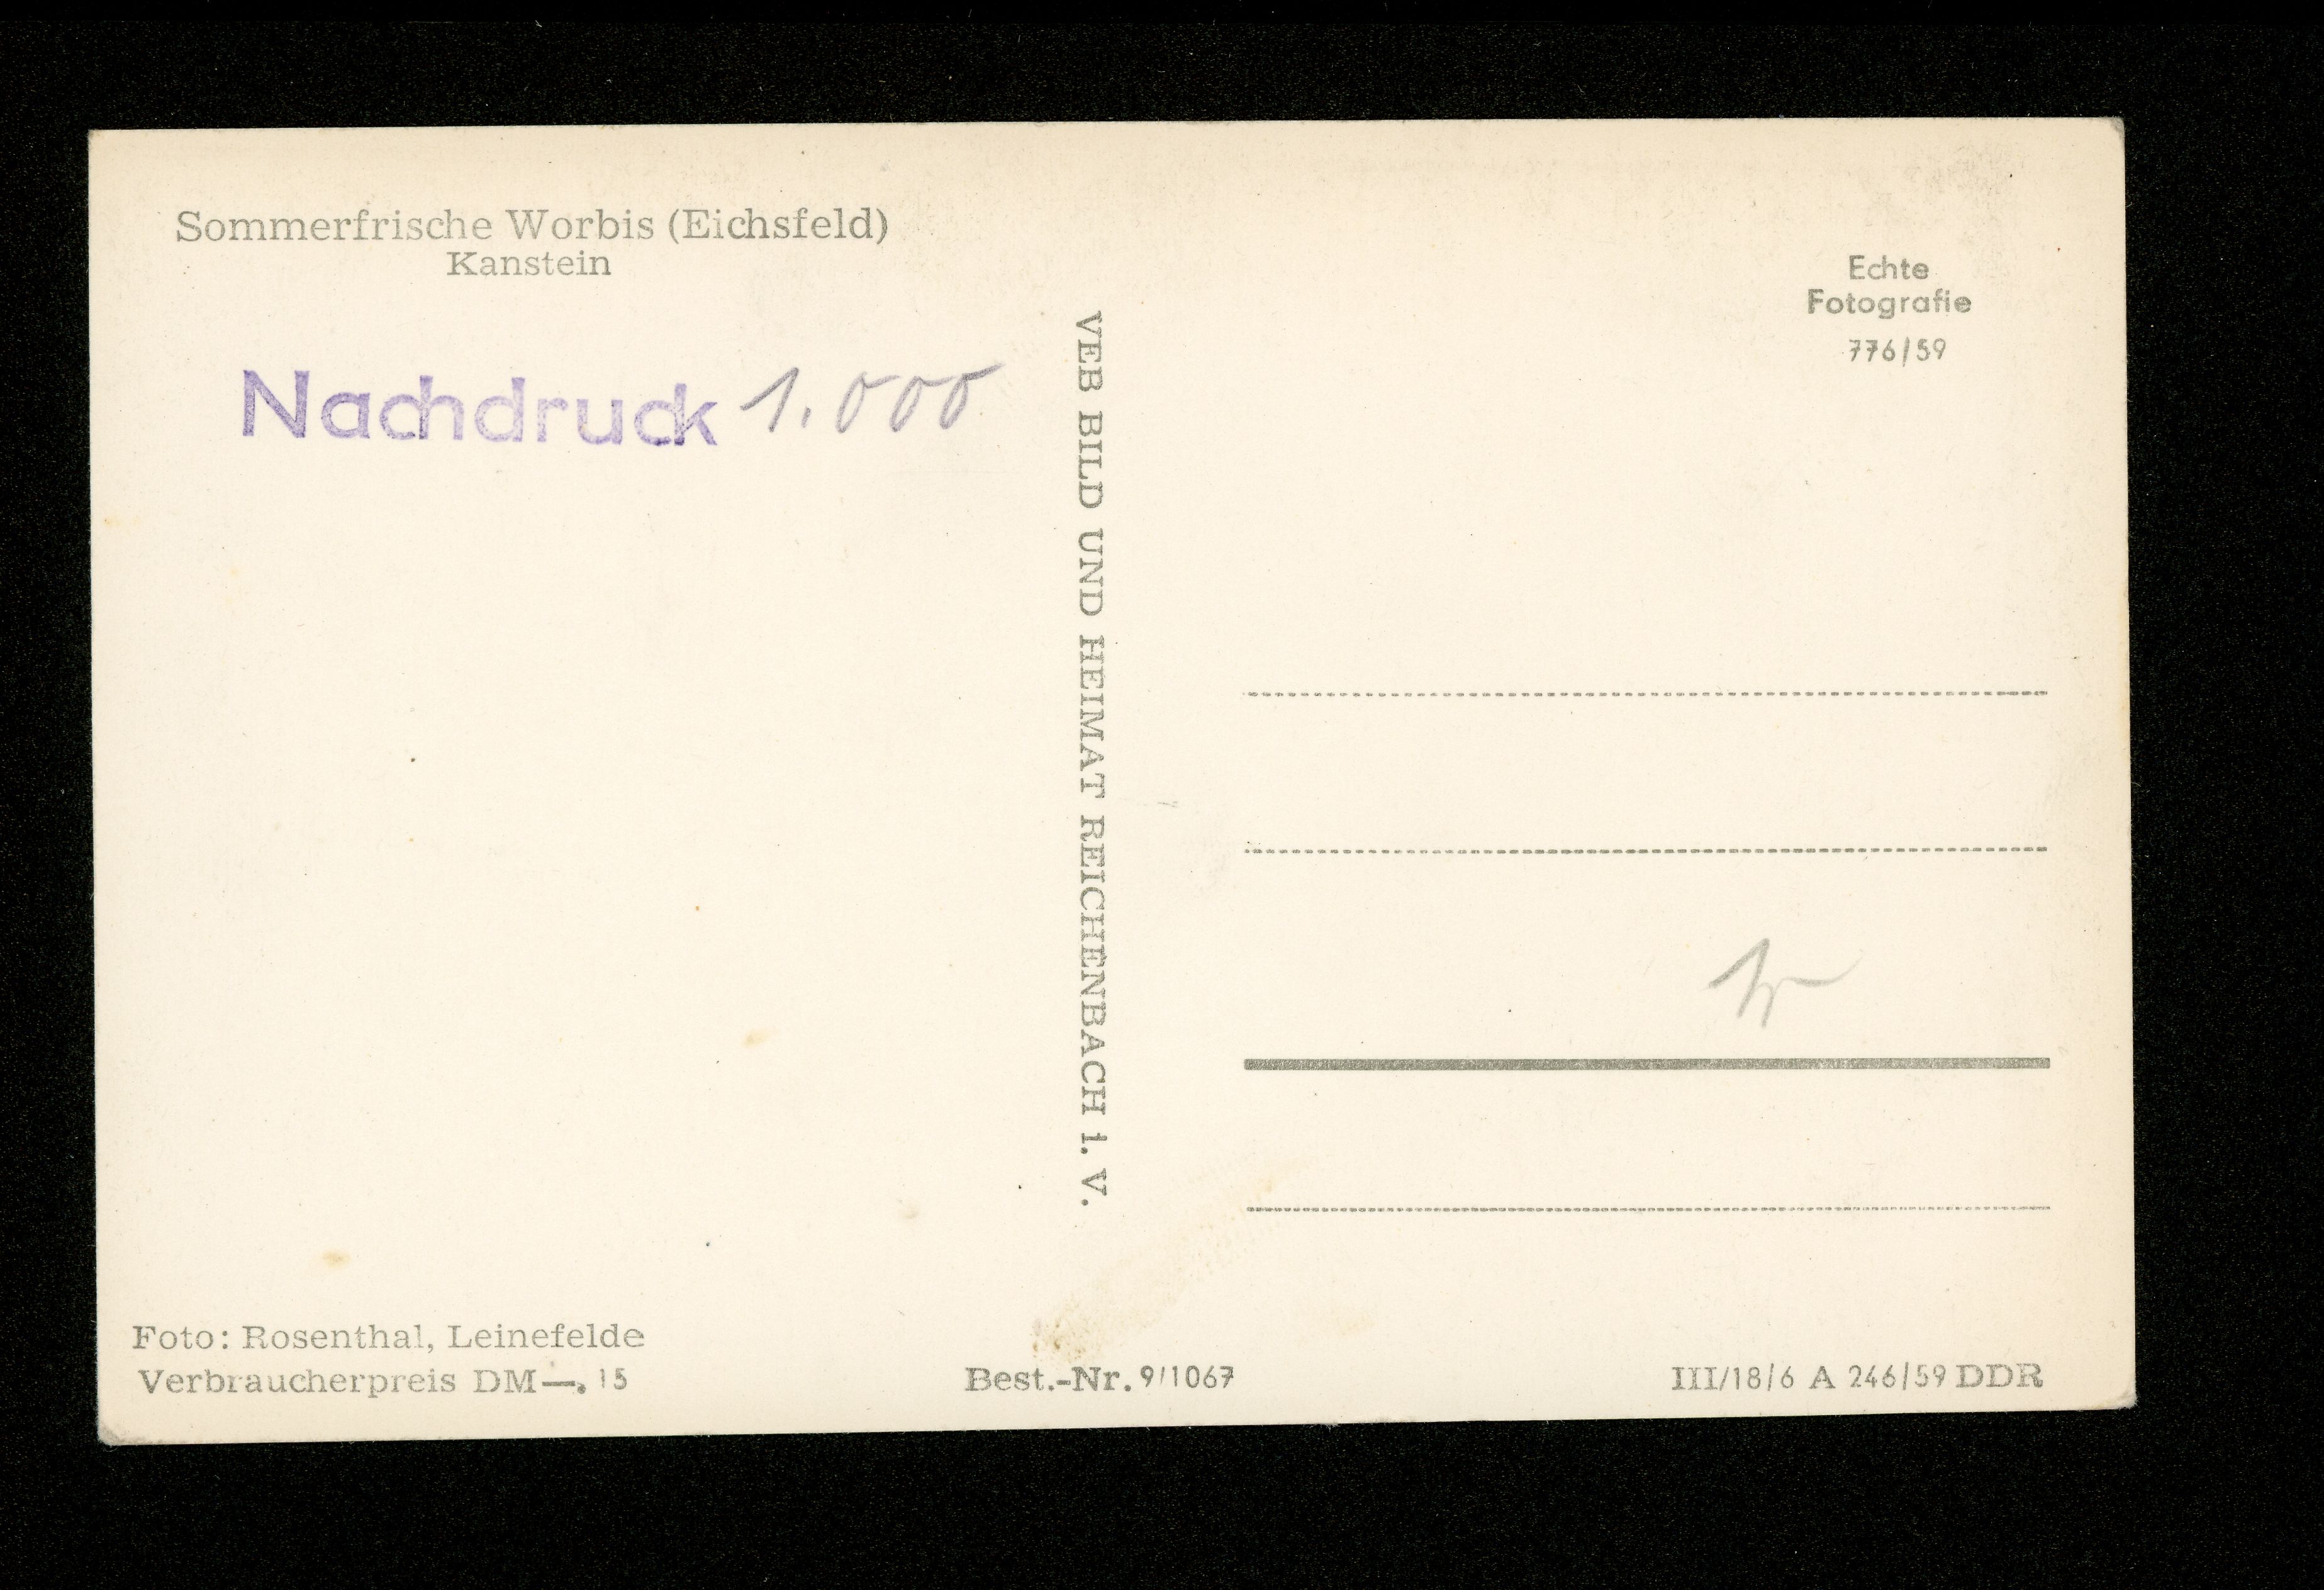 Sommerfrische Worbis (Eichsfeld)
Kanstein
Nachdruck 1.000
VEB BILD UND HEIMAT REICHENBACH i. V.
Echte
Fotografie
776/59
Foto: Rosenthal, Leinefelde
Verbraucherpreis DM —.15
Best.-Nr. 9/1067
III/18/6 A 246/59 DDR